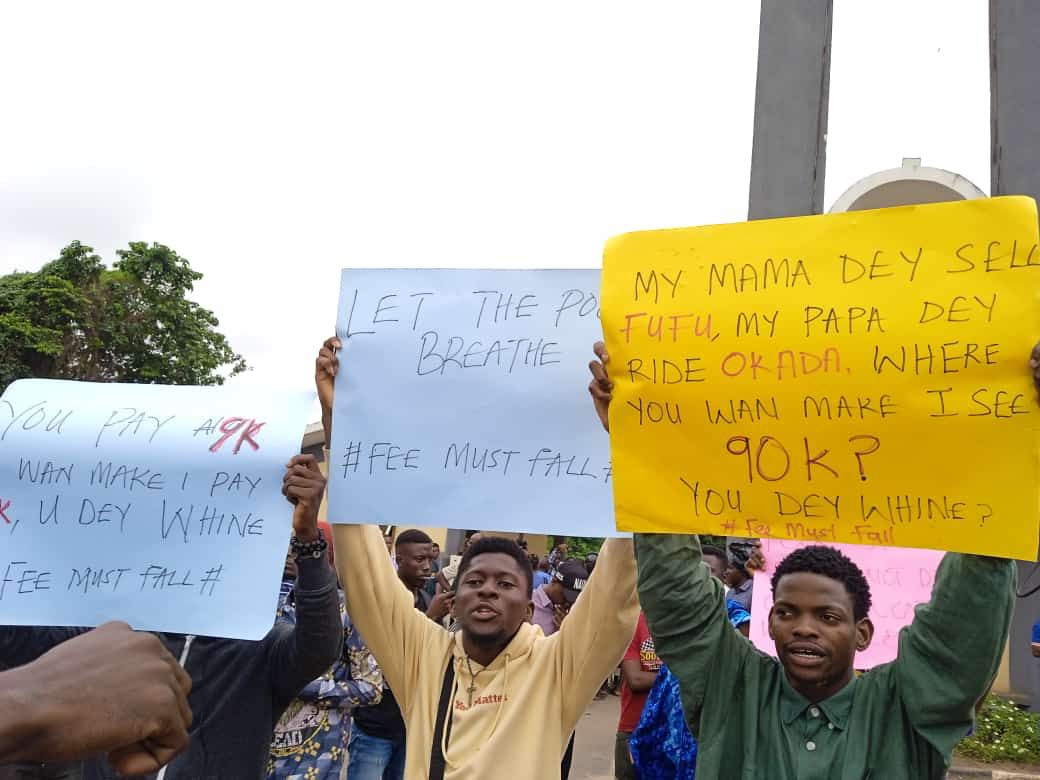 YOU PAY ₦9K
WAN MAKE I PAY
K, U DEY WHINE
FEE MUST FALL #
LET THE POO
BREATHE
#FEE MUST FALL #
MY MAMA DEY SELL
FUFU, MY PAPA DEY
RIDE OKADA. WHERE
YOU WAN MAKE I SEE
90K?
YOU DEY WHINE?
#Fee Must Fall
You Matter